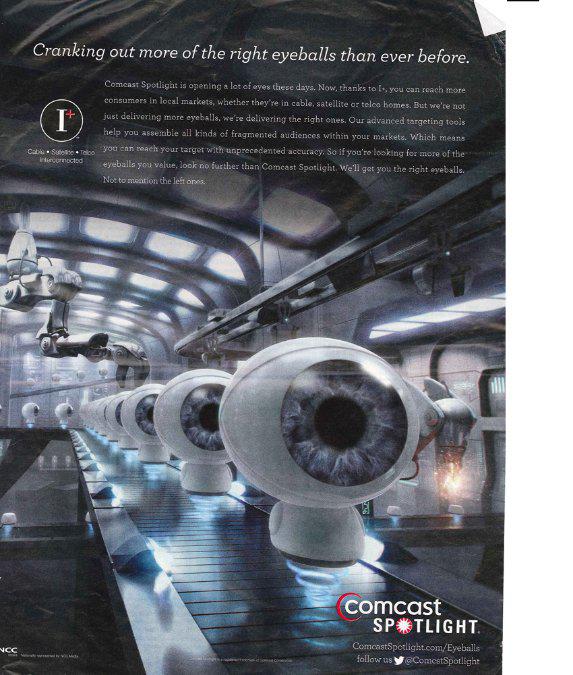 Cranking out more of the right eyeballs than ever before.
Comcast Spotlight is opening a lot of eyes these days. Now, thanks to I+, you can reach more
consumers in local markets, whether they're in cable, satellite or telco homes. But we're not
just delivering more eyeballs, we're delivering the right ones. Our advanced targeting tools
help you assemble all kinds of fragmented audiences within your markets. Which means
you can reach your target with unprecedented accuracy. So if you're looking for more of the
eyeballs you value, look no further than Comcast Spotlight. We'll get you the right eyeballs.
Not to mention the left ones.
I+
Cable • Satellite • Telco
Interconnected
comcast
SPOTLIGHT
ComcastSpotlight.com/Eyeballs
follow us @ComcstSpotlight
NCC
Nationally represented by NCC Media